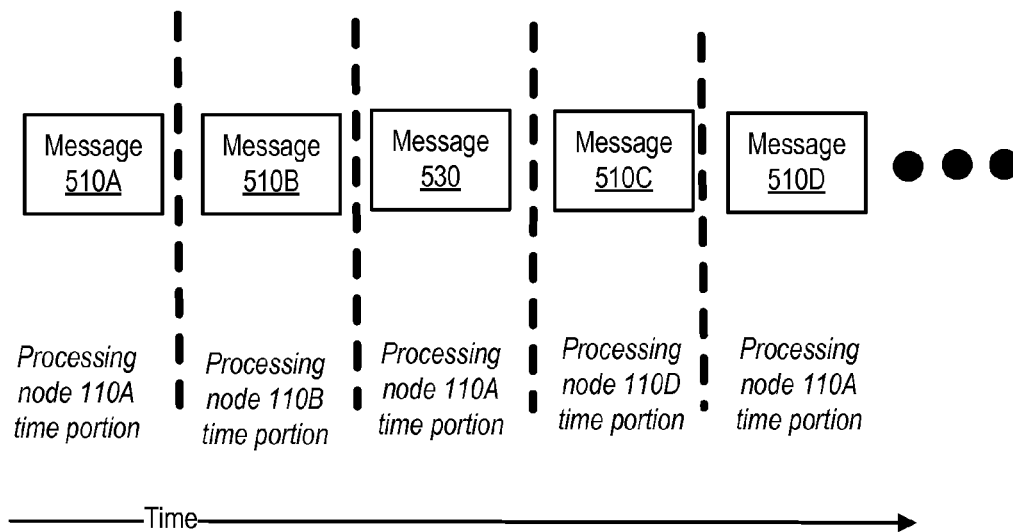 Message
510A
Message
510B
Message
530
Message
510C
Message
510D
Processing
node 110A
time portion
Processing
node 110B
time portion
Processing
node 110A
time portion
Processing
node 110D
time portion
Processing
node 110A
time portion
Time